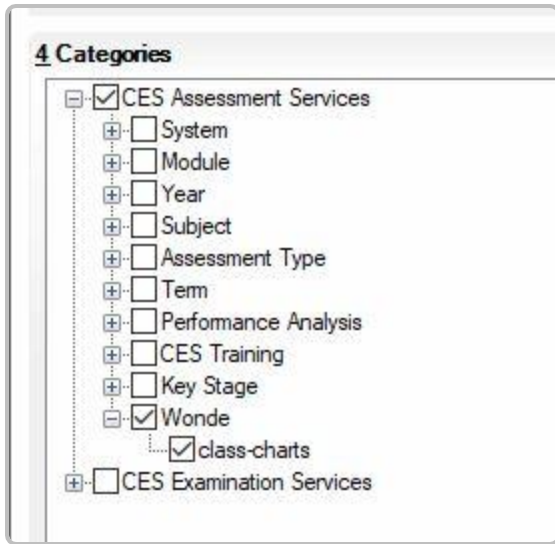 4 Categories
CES Assessment Services
System
Module
Year
Subject
Assessment Type
Term
Performance Analysis
CES Training
Key Stage
Wonde
class-charts
CES Examination Services